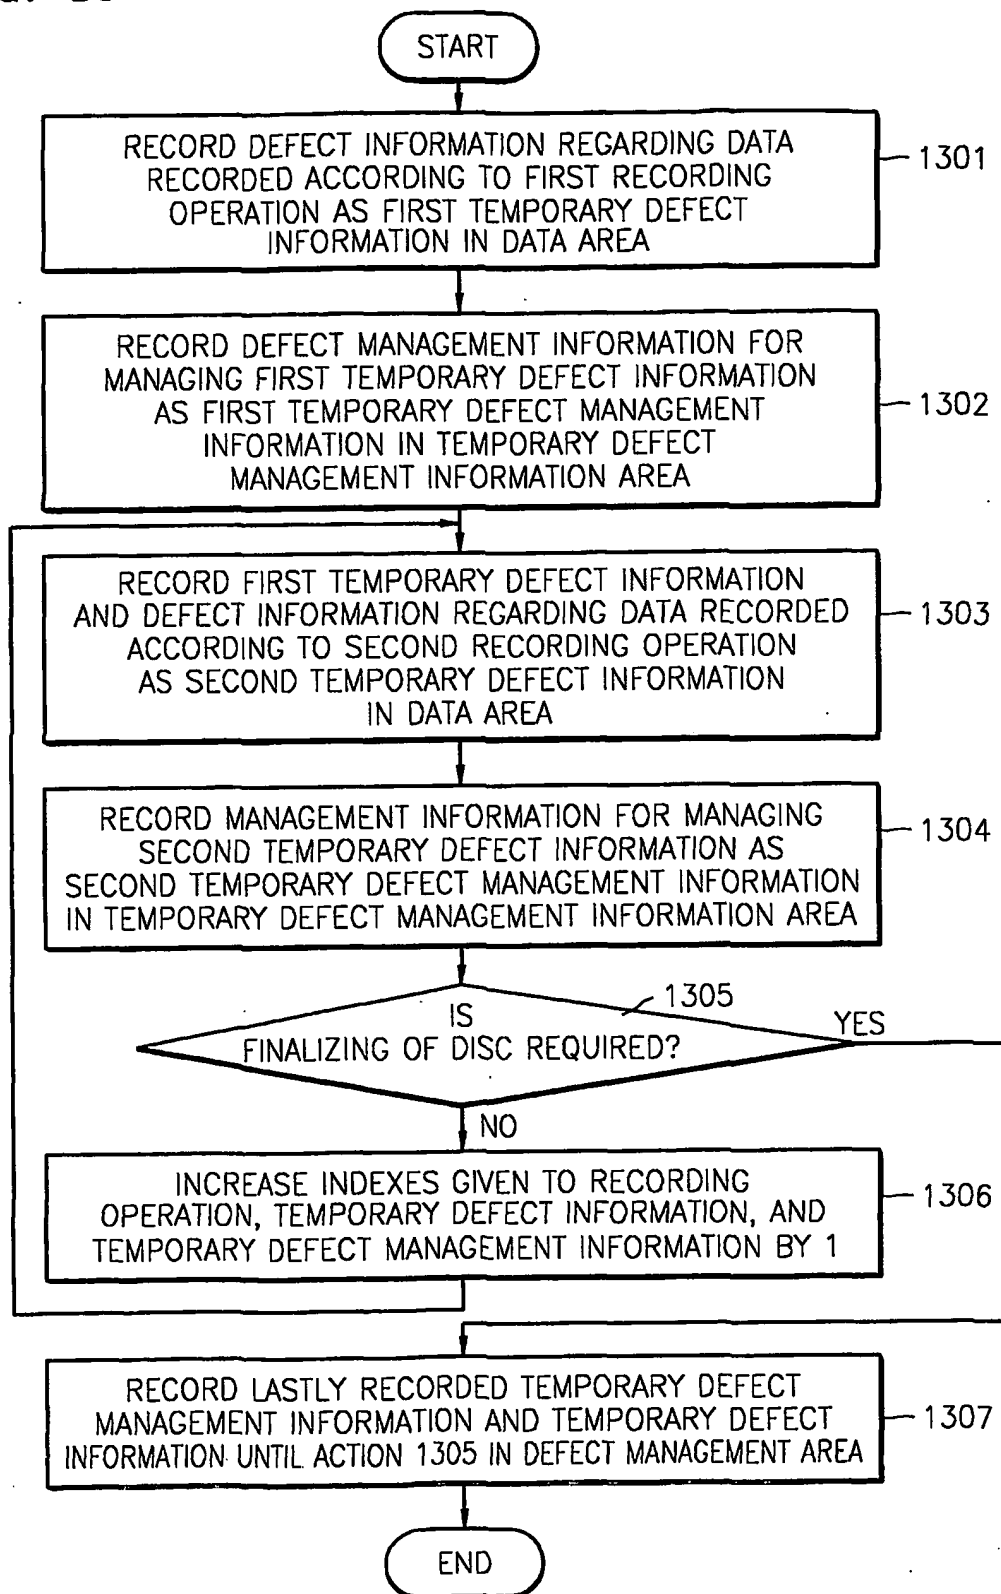 START
RECORD DEFECT INFORMATION REGARDING DATA
RECORDED ACCORDING TO FIRST RECORDING
OPERATION AS FIRST TEMPORARY DEFECT
INFORMATION IN DATA AREA
1301
RECORD DEFECT MANAGEMENT INFORMATION FOR
MANAGING FIRST TEMPORARY DEFECT INFORMATION
AS FIRST TEMPORARY DEFECT MANAGEMENT
INFORMATION IN TEMPORARY DEFECT
MANAGEMENT INFORMATION AREA
1302
RECORD FIRST TEMPORARY DEFECT INFORMATION
AND DEFECT INFORMATION REGARDING DATA RECORDED
ACCORDING TO SECOND RECORDING OPERATION
AS SECOND TEMPORARY DEFECT INFORMATION
IN DATA AREA
1303
RECORD MANAGEMENT INFORMATION FOR MANAGING
SECOND TEMPORARY DEFECT INFORMATION AS
SECOND TEMPORARY DEFECT MANAGEMENT INFORMATION
IN TEMPORARY DEFECT MANAGEMENT INFORMATION AREA
1304
IS
FINALIZING OF DISC REQUIRED?
1305
YES
NO
INCREASE INDEXES GIVEN TO RECORDING
OPERATION, TEMPORARY DEFECT INFORMATION, AND
TEMPORARY DEFECT MANAGEMENT INFORMATION BY 1
1306
RECORD LASTLY RECORDED TEMPORARY DEFECT
MANAGEMENT INFORMATION AND TEMPORARY DEFECT
INFORMATION UNTIL ACTION 1305 IN DEFECT MANAGEMENT AREA
1307
END